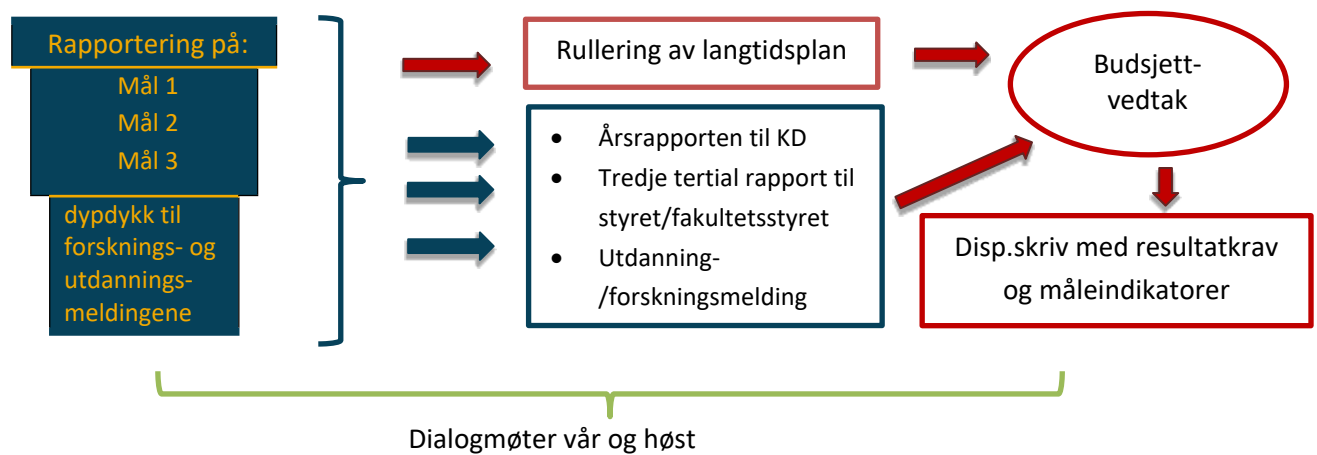 Rapportering på:
Mål 1
Mål 2
Mål 3
dypdykk til
forsknings- og
utdannings-
meldingene
Rullering av langtidsplan
• Årsrapporten til KD
• Tredje tertial rapport til
styret/fakultetsstyret
• Utdanning-
/forskningsmelding
Budsjett-
vedtak
Disp.skriv med resultatkrav
og måleindikatorer
Dialogmøter vår og høst